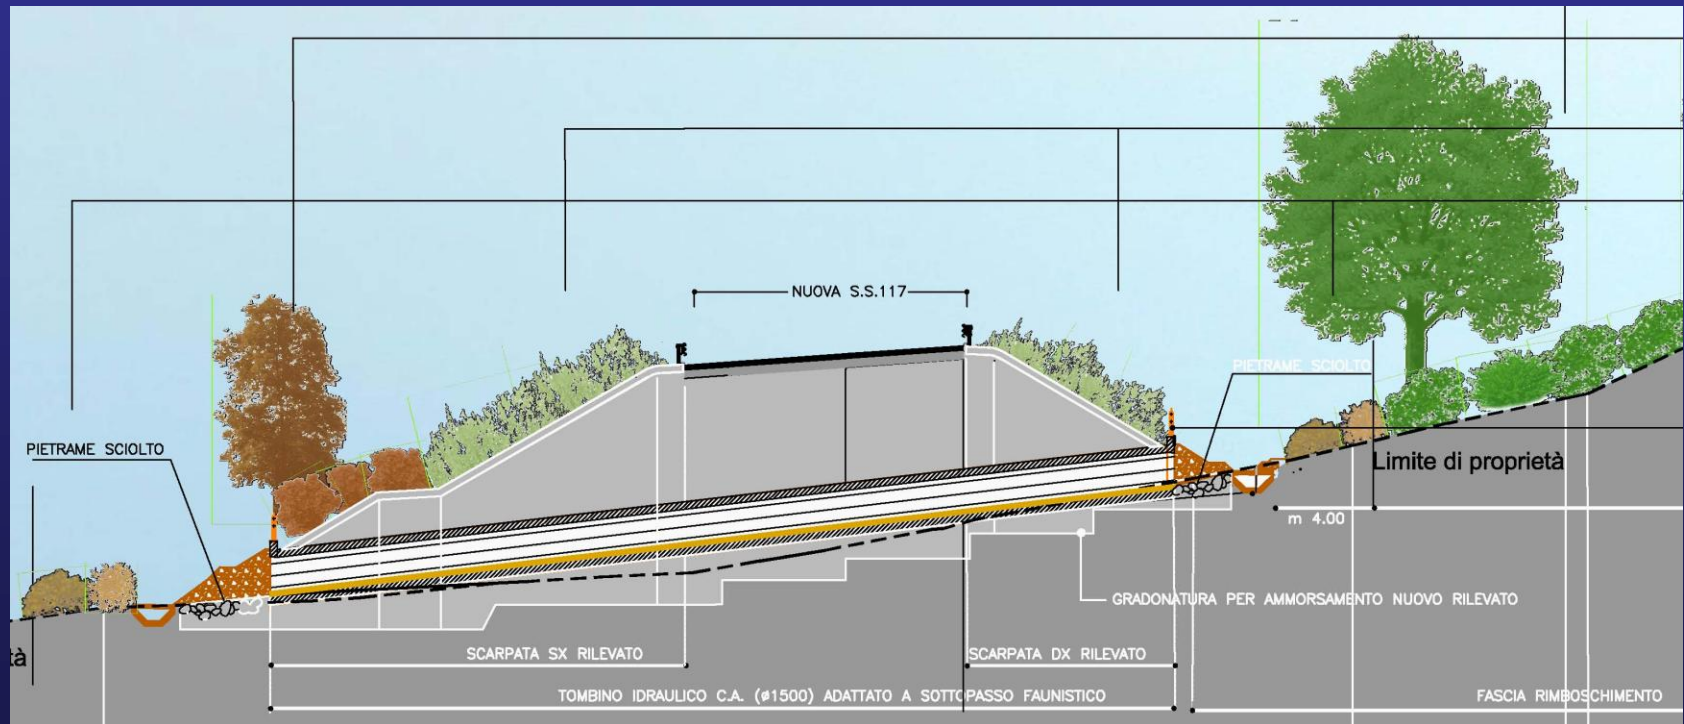 NUOVA S.S.117
PIETRAME SCIOLTO
PIETRAME SCIOLTO
Limite di proprietà
m 4.00
GRADONATURA PER AMMORSAMENTO NUOVO RILEVATO
tà
SCARPATA SX RILEVATO
SCARPATA DX RILEVATO
TOMBINO IDRAULICO C.A. (ø1500) ADATTATO A SOTTOPASSO FAUNISTICO
FASCIA RIMBOSCHIMENTO